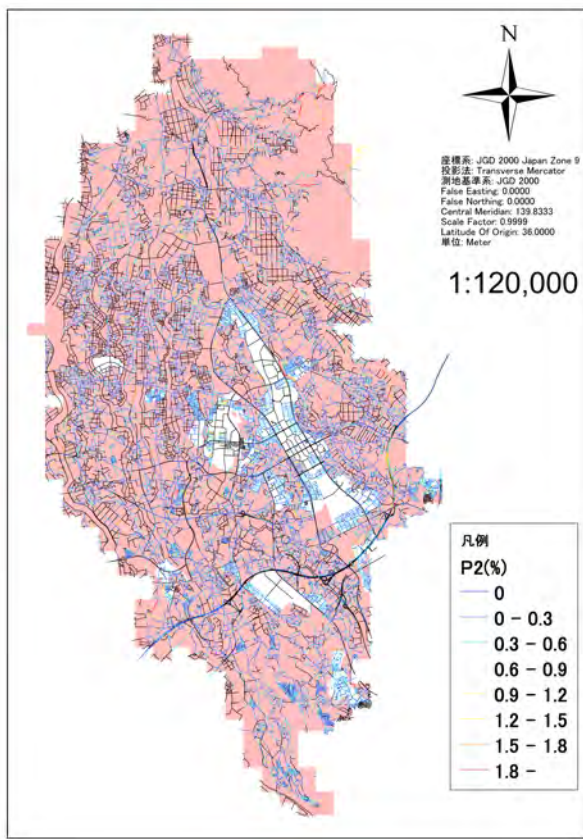 N
座標系: JGD 2000 Japan Zone 9
投影法: Transverse Mercator
測地基準系: JGD 2000
False Easting: 0.0000
False Northing: 0.0000
Central Meridian: 139.8333
Scale Factor: 0.9999
Latitude Of Origin: 36.0000
単位: Meter
1:120,000
凡例
P2(%)
0
0 - 0.3
0.3 - 0.6
0.6 - 0.9
0.9 - 1.2
1.2 - 1.5
1.5 - 1.8
1.8 -